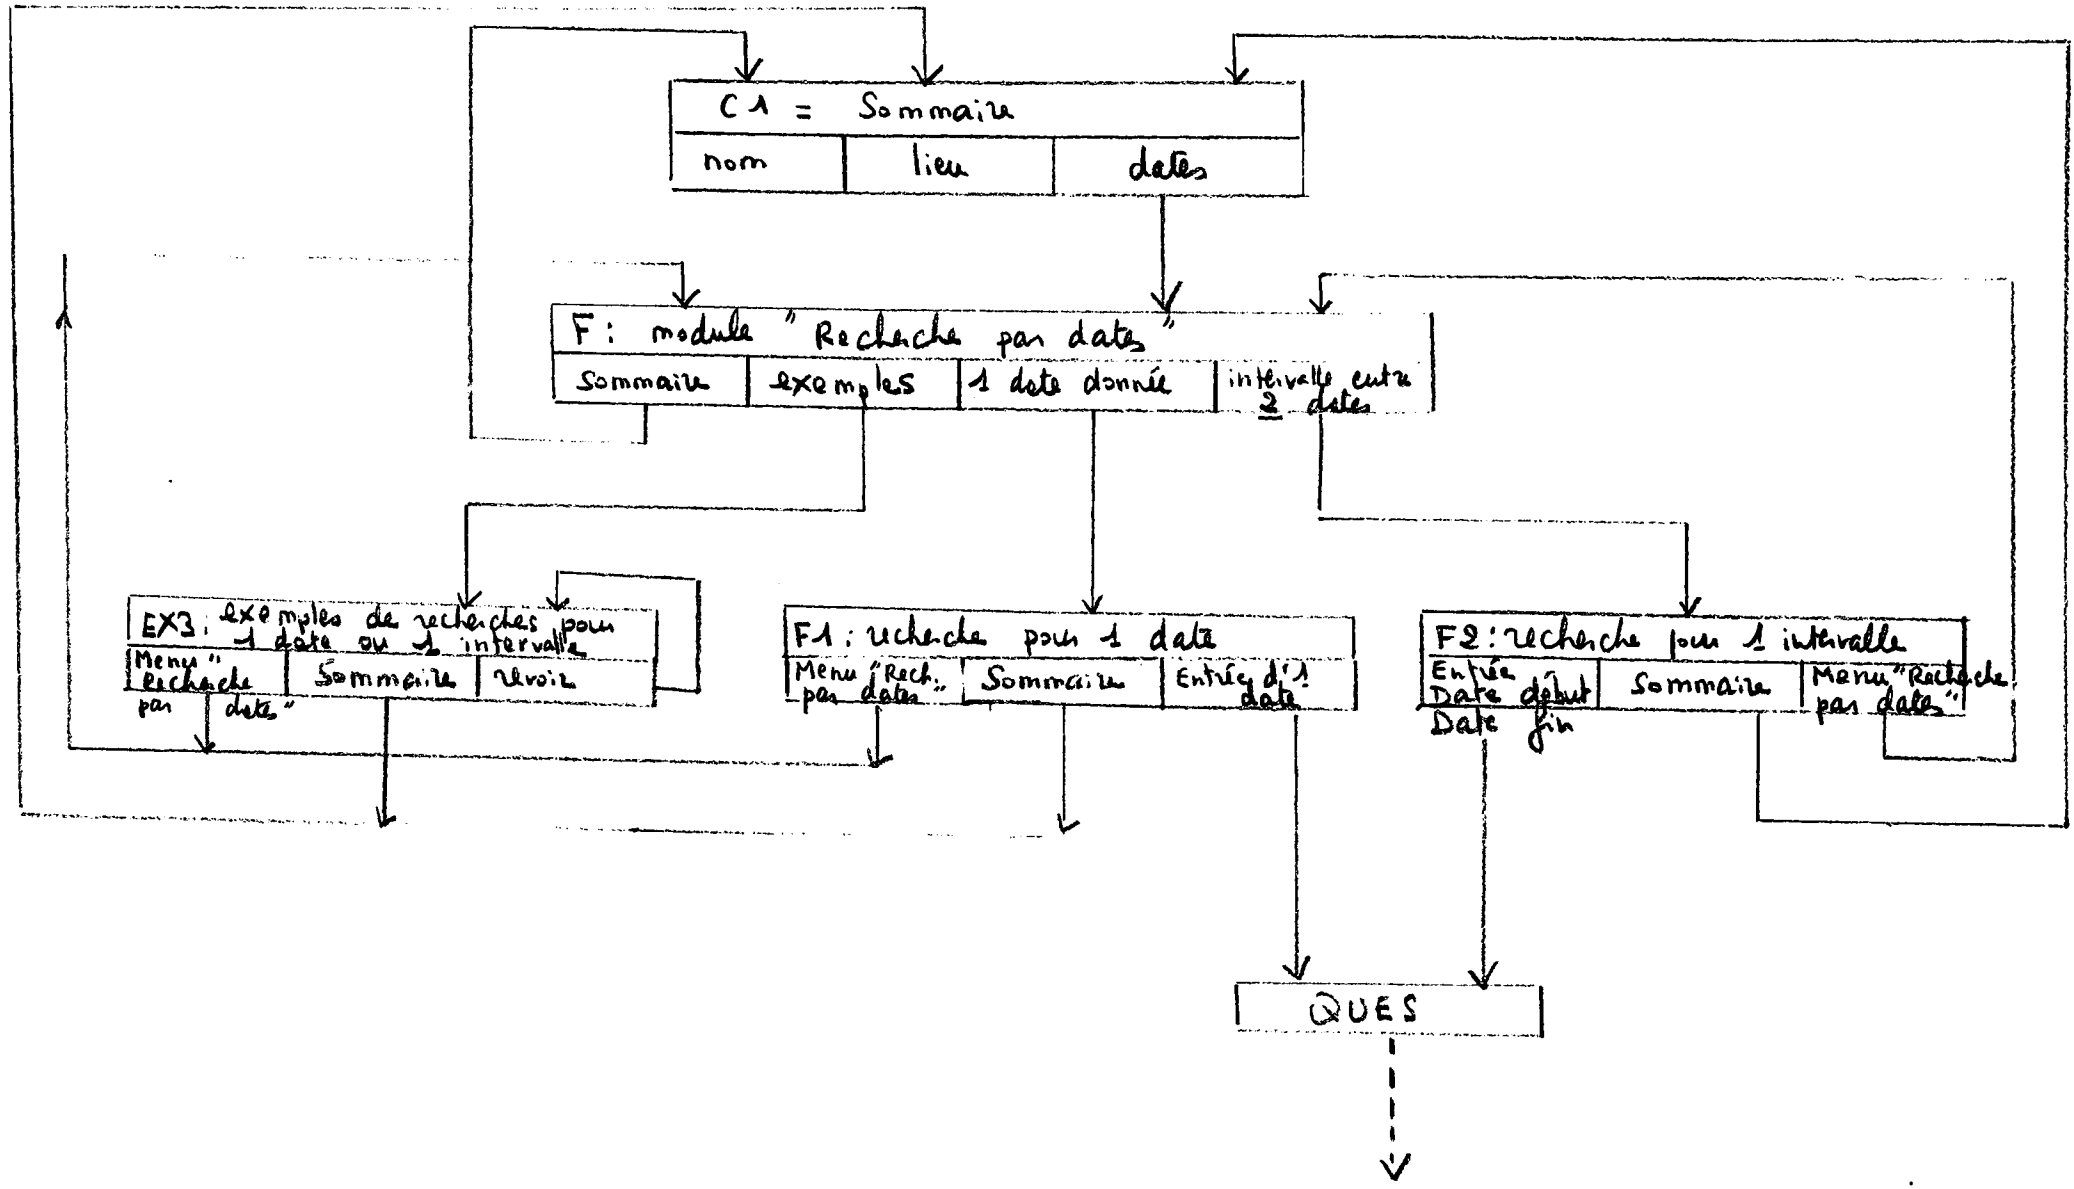 C1 = Sommaire
nom lieu dates
F : module "Recherche par dates"
Sommaire exemples 1 date donnée intervalle entre
2 dates
EX3 : exemples de recherches pour
1 date ou 1 intervalle
Menu "
Recherche
par dates"
Sommaire revoir
F1 : recherche pour 1 date
Menu "Rech.
par dates"
Sommaire
Entrée d'1
date
F2 : recherche pour 1 intervalle
Entrée
Date début
Date fin
Sommaire
Menu "Recherche
par dates"
QUES